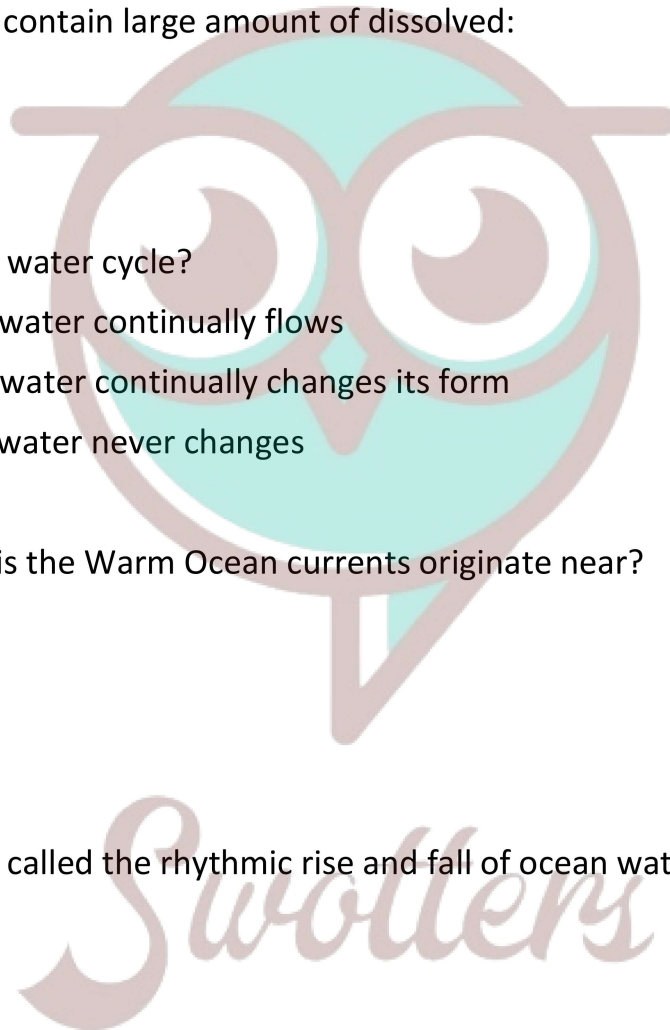 contain large amount of dissolved:
water cycle?
water continually flows
water continually changes its form
water never changes
is the Warm Ocean currents originate near?
called the rhythmic rise and fall of ocean wat
Swotters